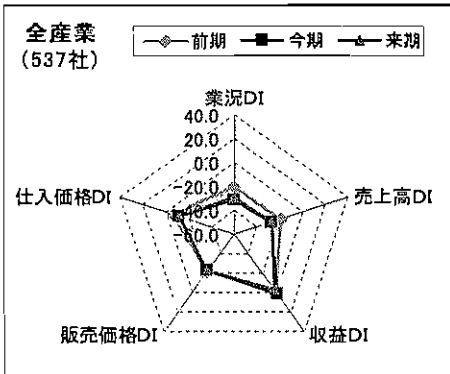 全産業
(537社)
前期 今期 来期
業況DI
40.0
20.0
0.0
-20.0
-40.0
-60.0
売上高DI
収益DI
販売価格DI
仕入価格DI